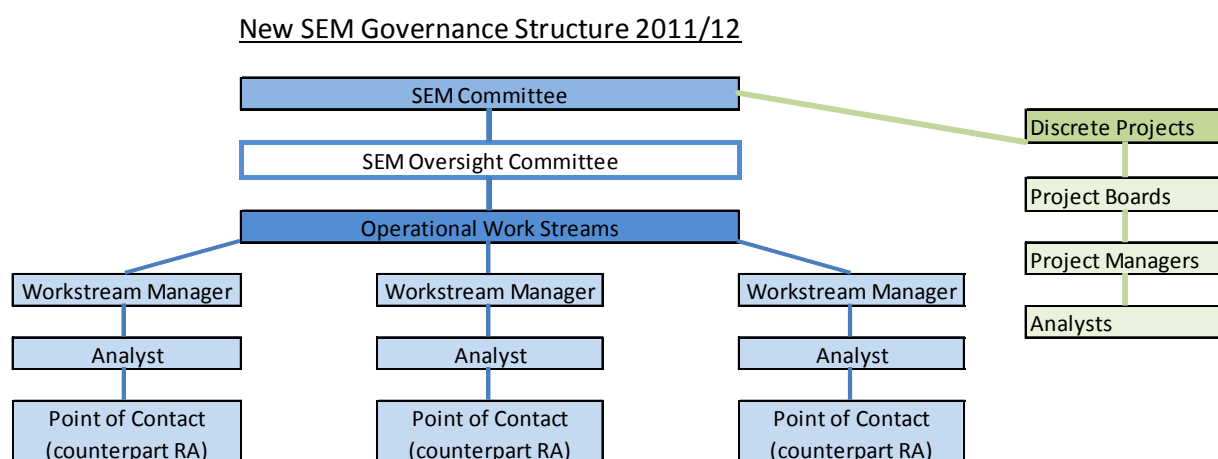 New SEM Governance Structure 2011/12
SEM Committee
SEM Oversight Committee
Operational Work Streams
Workstream Manager
Analyst
Point of Contact
(counterpart RA)
Workstream Manager
Analyst
Point of Contact
(counterpart RA)
Workstream Manager
Analyst
Point of Contact
(counterpart RA)
Discrete Projects
Project Boards
Project Managers
Analysts